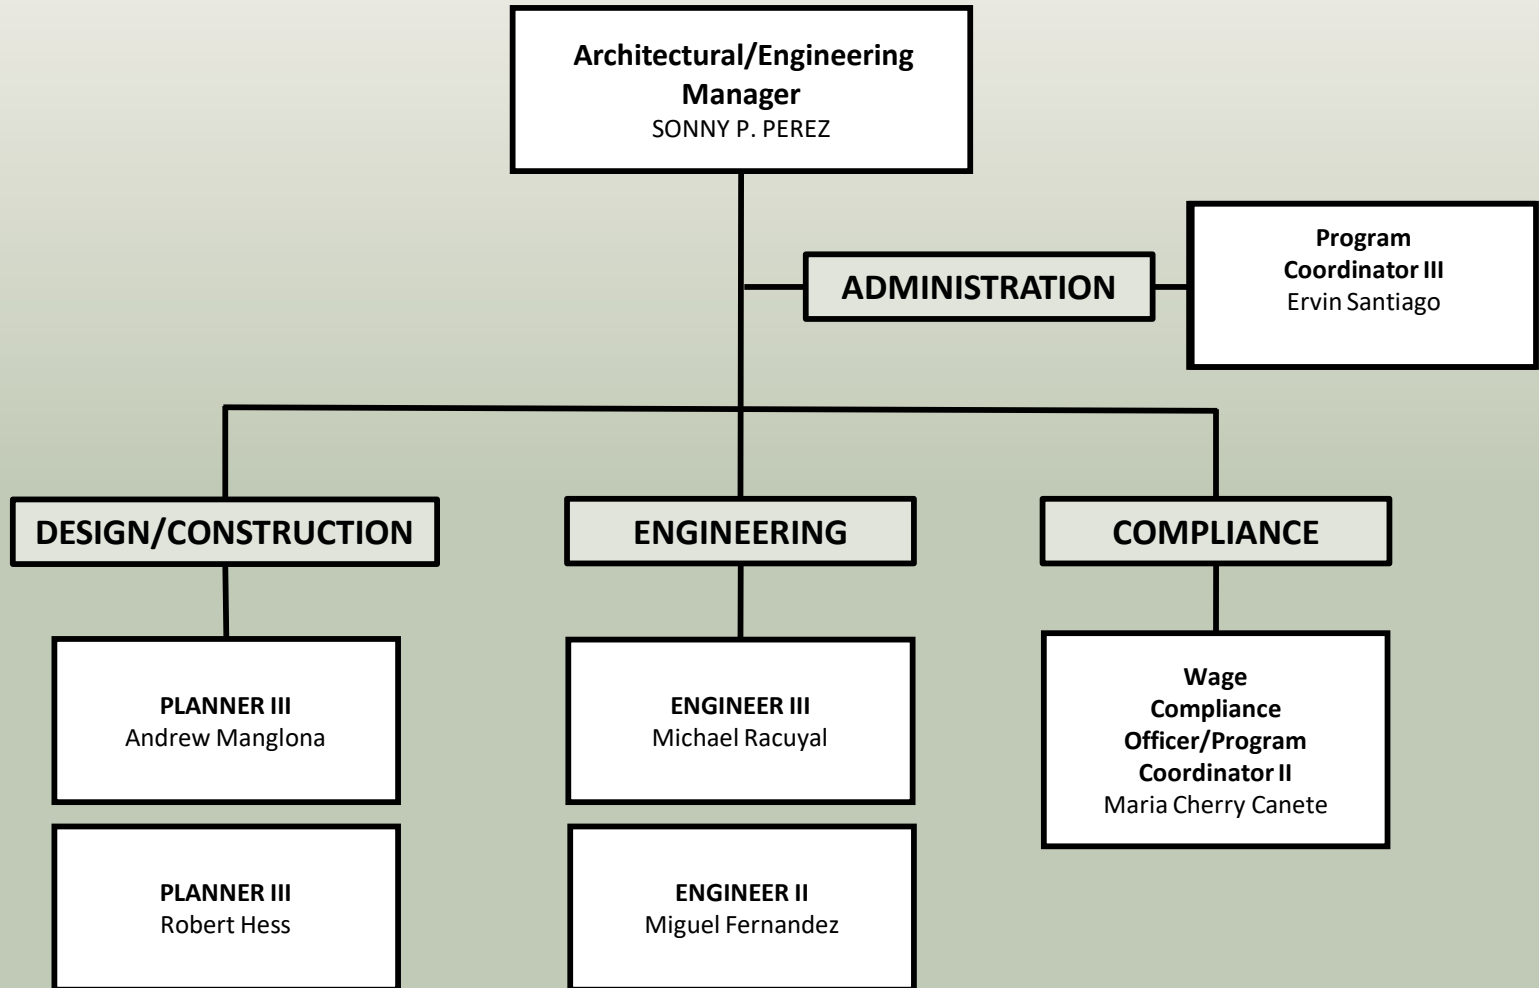 Architectural/Engineering
Manager
SONNY P. PEREZ
ADMINISTRATION
Program
Coordinator III
Ervin Santiago
DESIGN/CONSTRUCTION
ENGINEERING
COMPLIANCE
PLANNER III
Andrew Manglona
ENGINEER III
Michael Racuyal
Wage
Compliance
Officer/Program
Coordinator II
Maria Cherry Canete
PLANNER III
Robert Hess
ENGINEER II
Miguel Fernandez